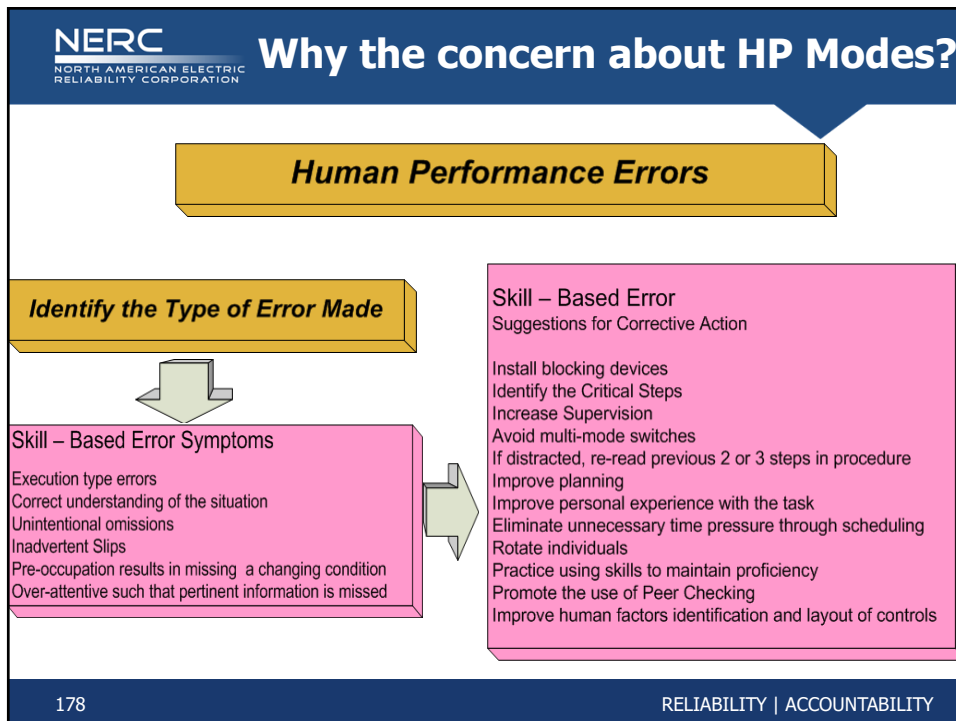 NERC
NORTH AMERICAN ELECTRIC
RELIABILITY CORPORATION
Why the concern about HP Modes?
Human Performance Errors
Identify the Type of Error Made
Skill – Based Error Symptoms
Execution type errors
Correct understanding of the situation
Unintentional omissions
Inadvertent Slips
Pre-occupation results in missing a changing condition
Over-attentive such that pertinent information is missed
Skill – Based Error
Suggestions for Corrective Action
Install blocking devices
Identify the Critical Steps
Increase Supervision
Avoid multi-mode switches
If distracted, re-read previous 2 or 3 steps in procedure
Improve planning
Improve personal experience with the task
Eliminate unnecessary time pressure through scheduling
Rotate individuals
Practice using skills to maintain proficiency
Promote the use of Peer Checking
Improve human factors identification and layout of controls
178
RELIABILITY | ACCOUNTABILITY